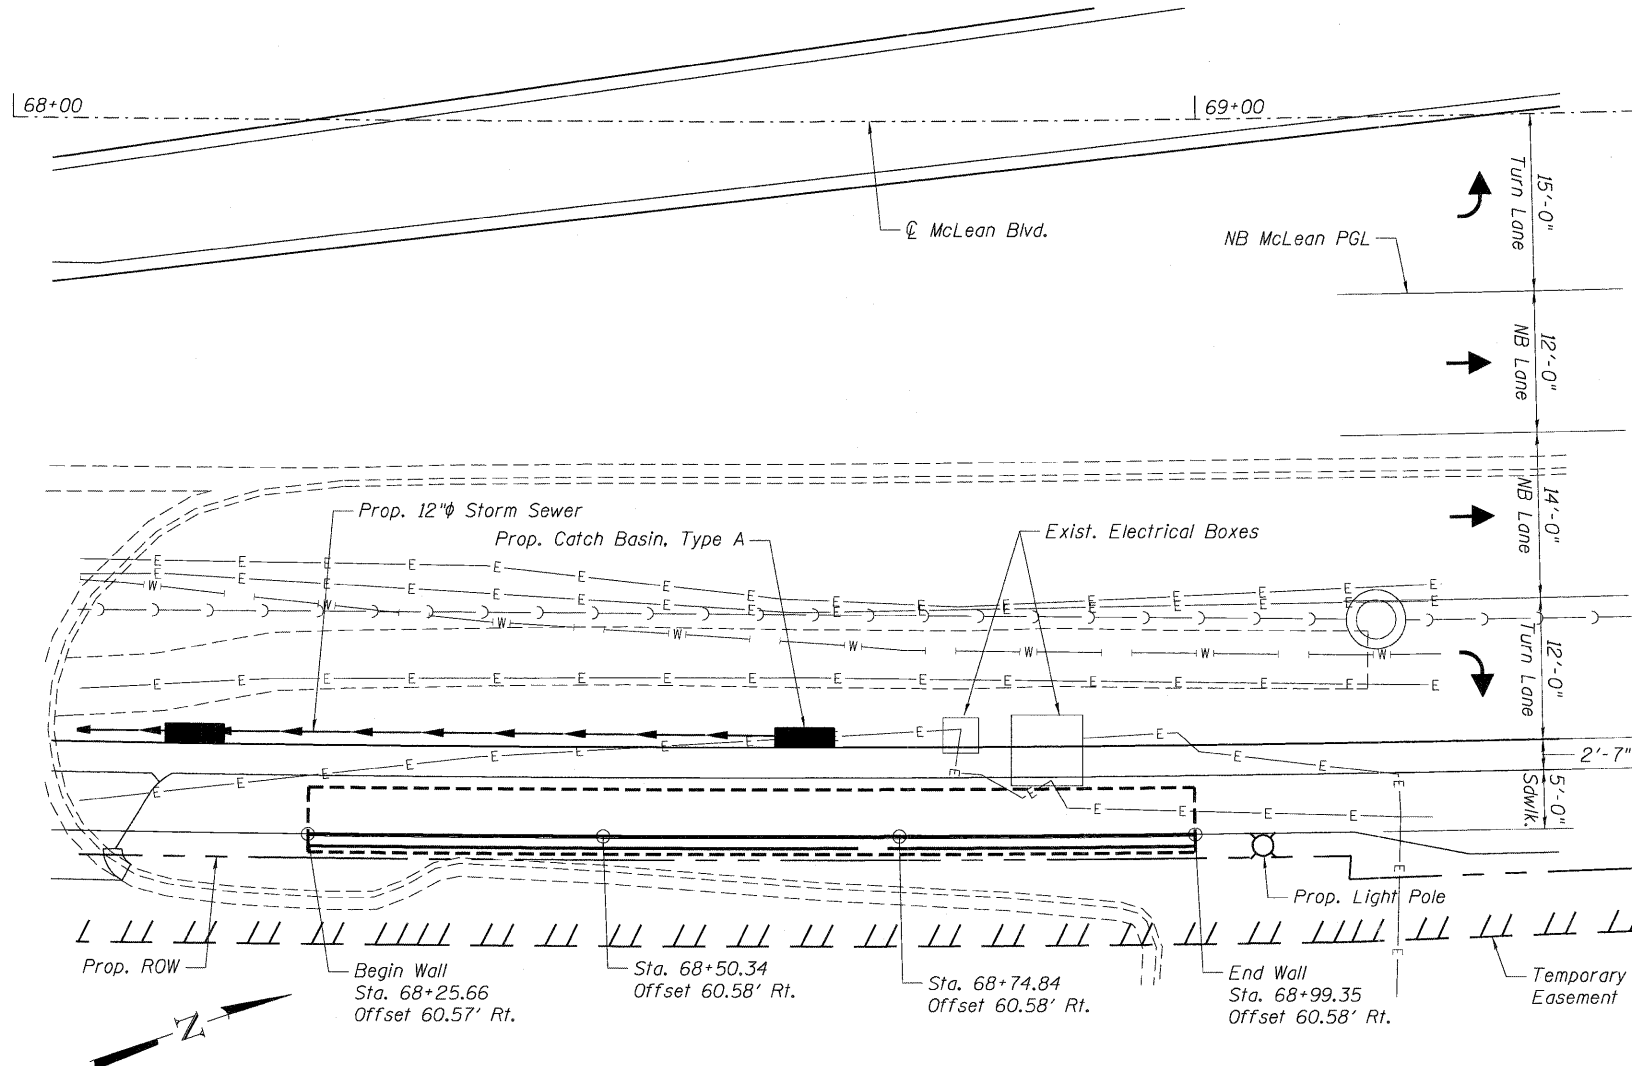 68+00
69+00
℄ McLean Blvd.
NB McLean PGL
15'-0"
Turn Lane
12'-0"
NB Lane
14'-0"
NB Lane
12'-0"
Turn Lane
2'-7"
5'-0"
Sdwlk.
Prop. 12"ϕ Storm Sewer
Prop. Catch Basin, Type A
Exist. Electrical Boxes
E E E E E E E E E E E E E E E E
E E E E E E E E E E E E E E E
W W W W W W W W
E E E E E E E E E E E E E E E E
E E E E E E E E E E E E
E E E E E E E E
E E E
Prop. Light Pole
Prop. ROW
Begin Wall
Sta. 68+25.66
Offset 60.57' Rt.
Sta. 68+50.34
Offset 60.58' Rt.
Sta. 68+74.84
Offset 60.58' Rt.
End Wall
Sta. 68+99.35
Offset 60.58' Rt.
Temporary
Easement
N